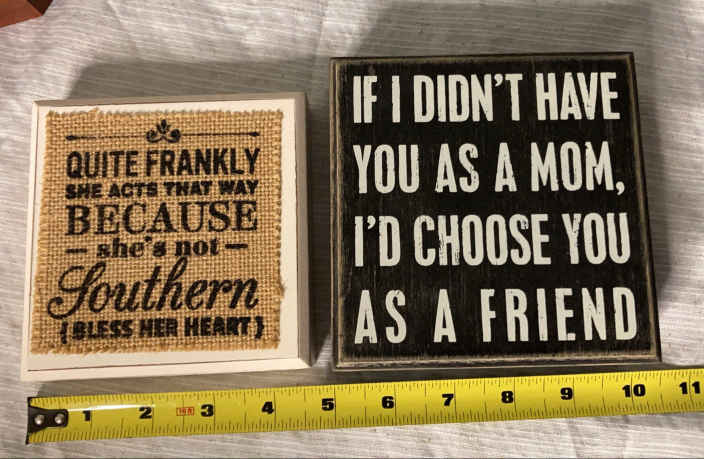 QUITE FRANKLY
SHE ACTS THAT WAY
BECAUSE
— she's not —
Southern
{BLESS HER HEART}
IF I DIDN'T HAVE
YOU AS A MOM,
I'D CHOOSE YOU
AS A FRIEND
1 2 3 4 5 6 7 8 9 10 11